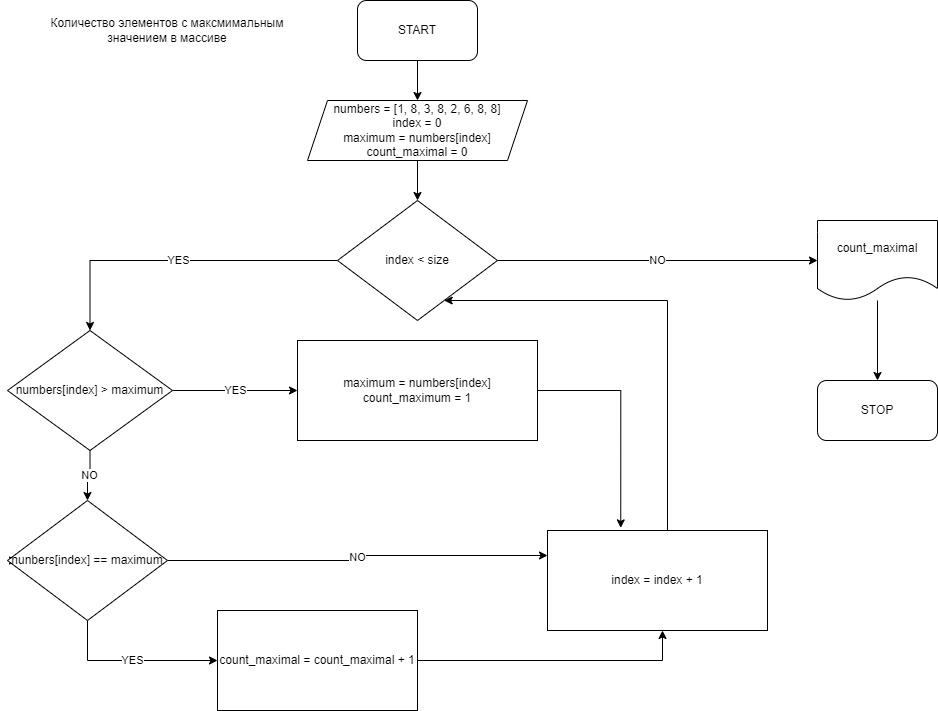 Количество элементов с максмимальным
значением в массиве
START
numbers = [1, 8, 3, 8, 2, 6, 8, 8]
index = 0
maximum = numbers[index]
count_maximal = 0
index < size
YES
NO
count_maximal
numbers[index] > maximum
YES
maximum = numbers[index]
count_maximum = 1
STOP
NO
nunbers[index] == maximum
NO
index = index + 1
YES
count_maximal = count_maximal + 1